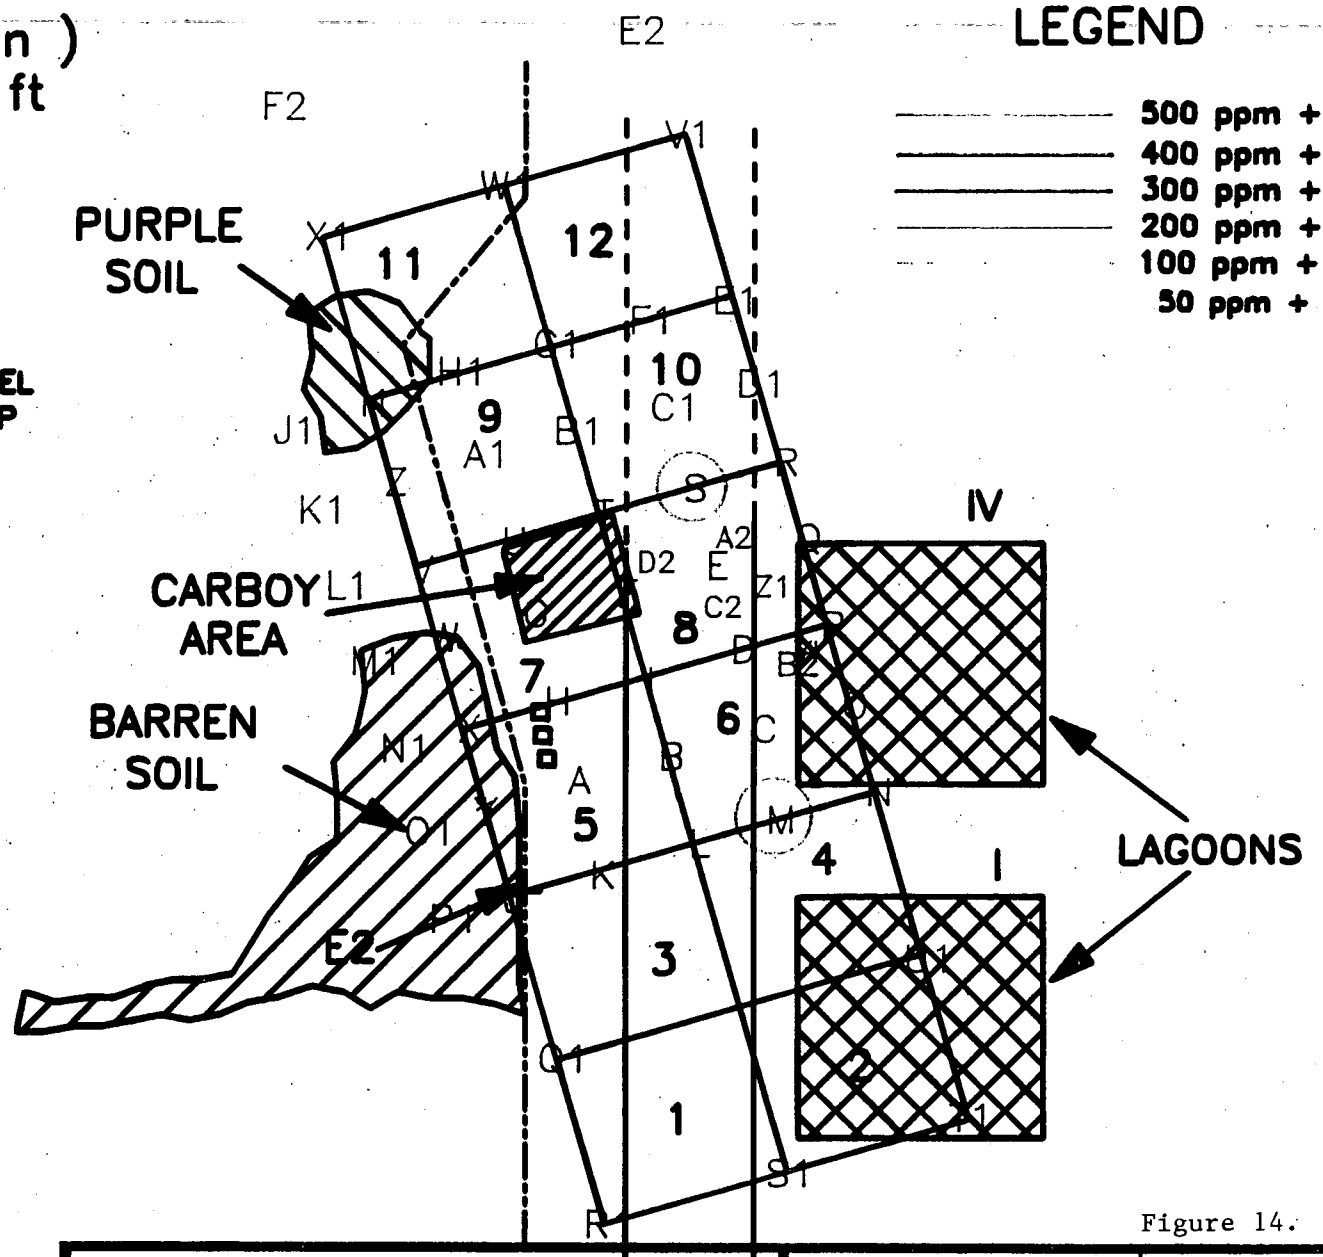 n )
E2
LEGEND
ft
F2
500 ppm +
400 ppm +
300 ppm +
200 ppm +
100 ppm +
50 ppm +
V1
W1
X1
PURPLE
SOIL
11
12
E1
F1
G1
H1
10
D1
EL
P
9
C1
J1
B1
A1
R
Z
S
K1
IV
T
U
A2
Q
D2
E
Z1
L1
CARBOY
AREA
C2
G
8
D
B2
M1
7
I
H
BARREN
SOIL
6
O
C
N1
B
A
N
5
M
O1
L
4
I
LAGOONS
K
P1
E2
3
U1
Q1
2
1
T1
S1
R
Figure 14.